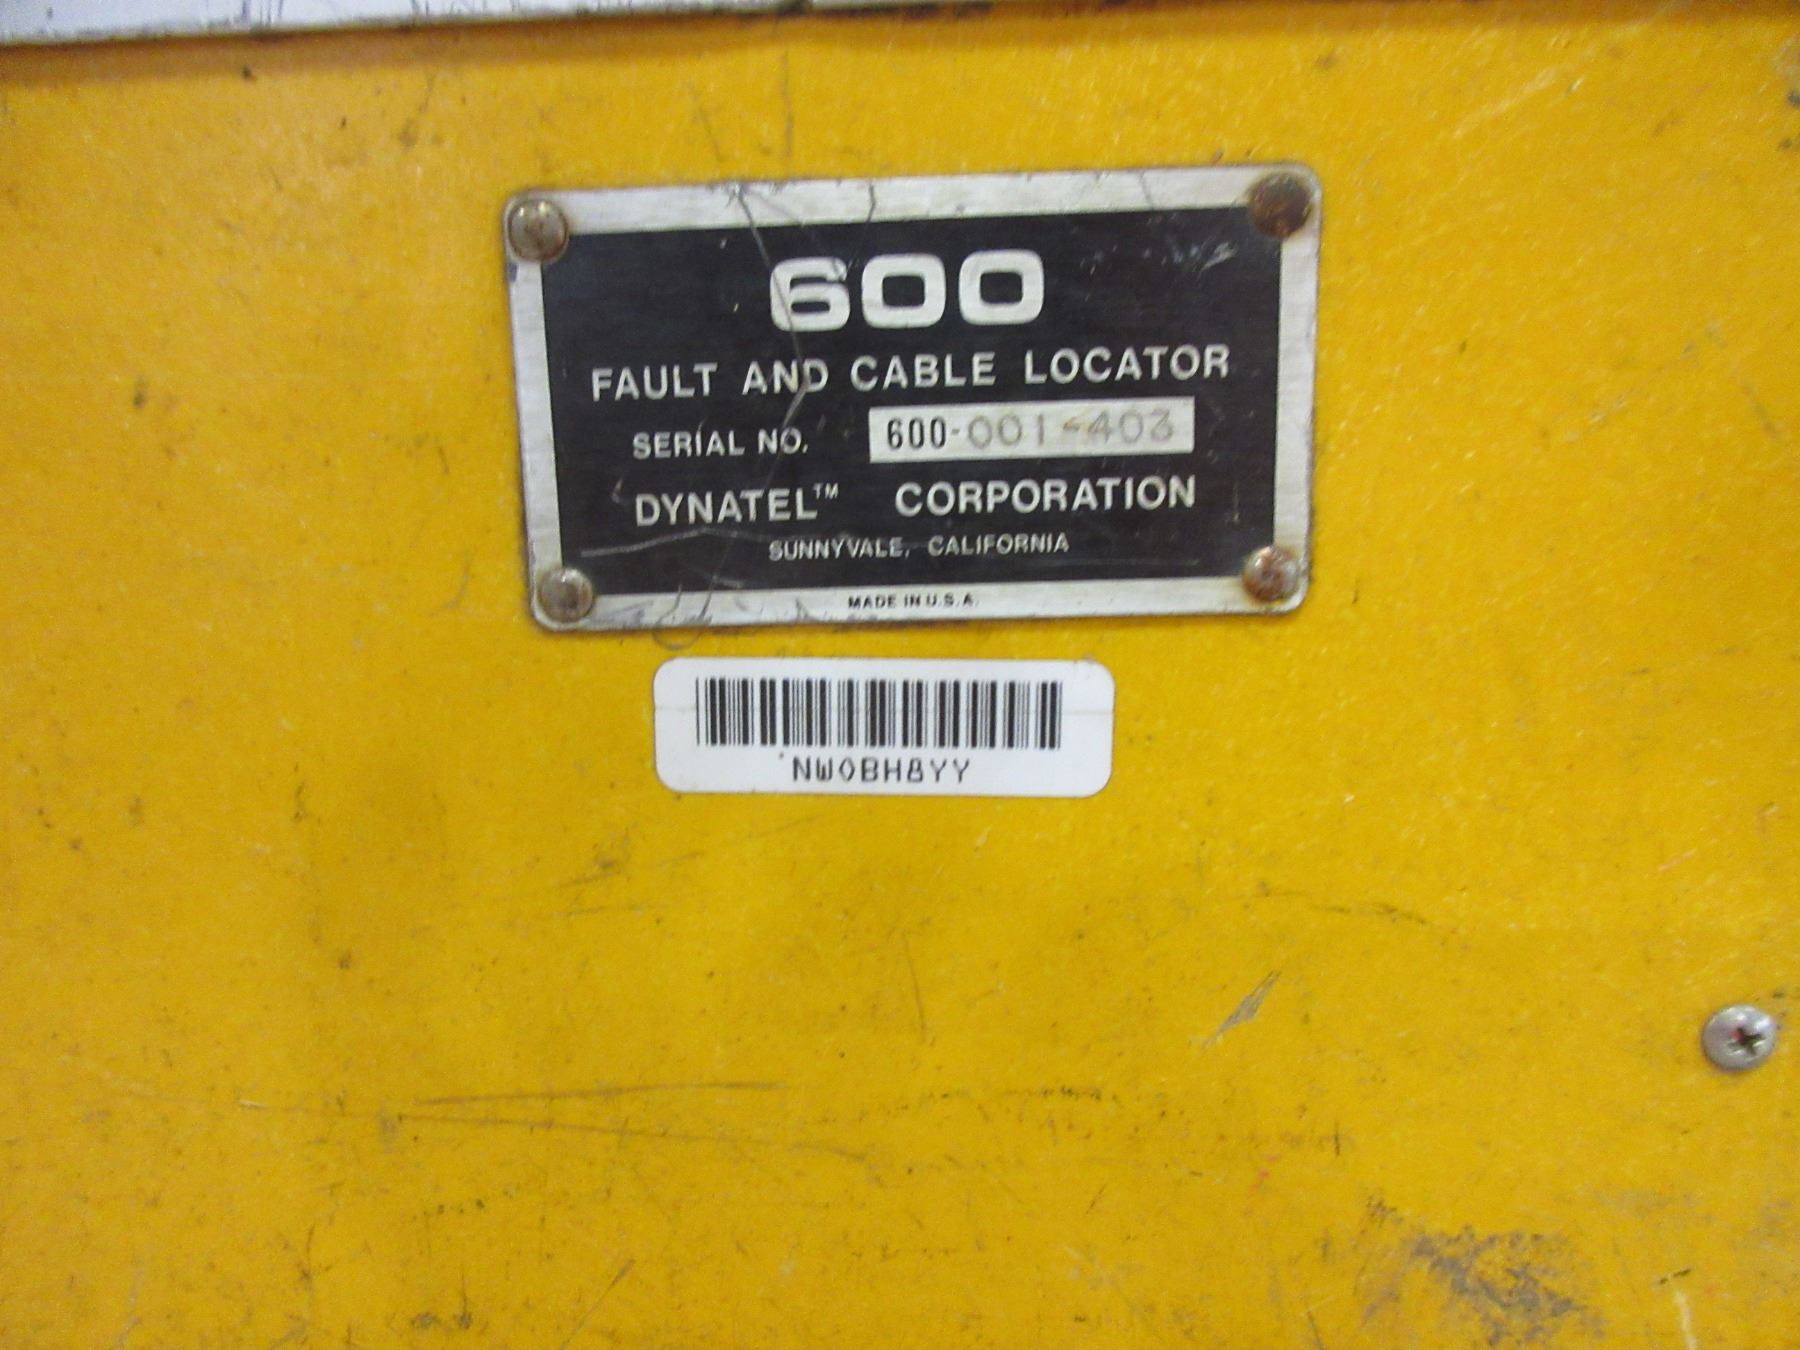 600
FAULT AND CABLE LOCATOR
SERIAL NO. 600-001-403
DYNATEL™ CORPORATION
SUNNYVALE, CALIFORNIA
MADE IN U.S.A.
NW0BH8YY